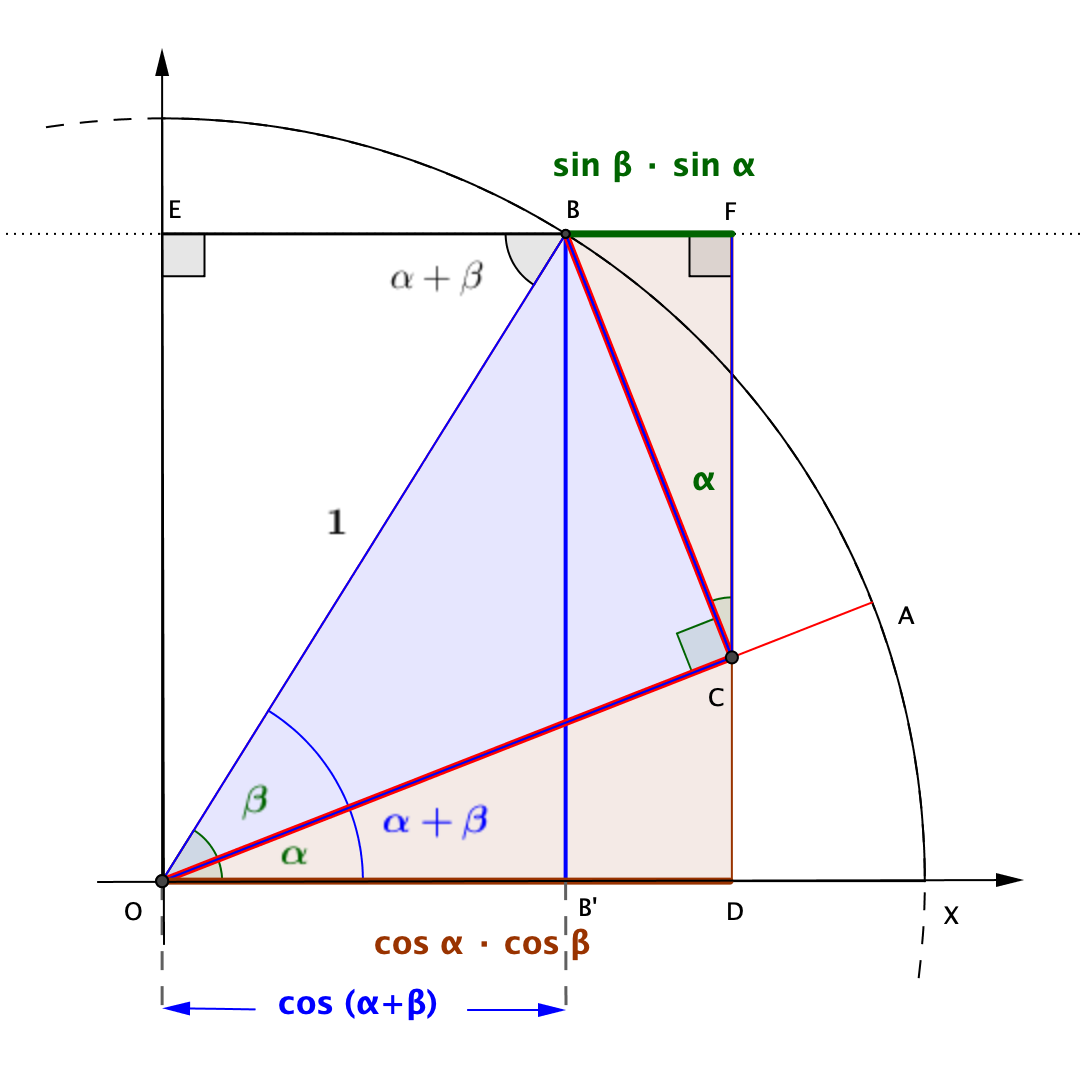 sin β · sin α
E
B
F
α + β
α
1
A
C
β
α + β
α
O
B'
D
X
cos α · cos β
cos (α+β)